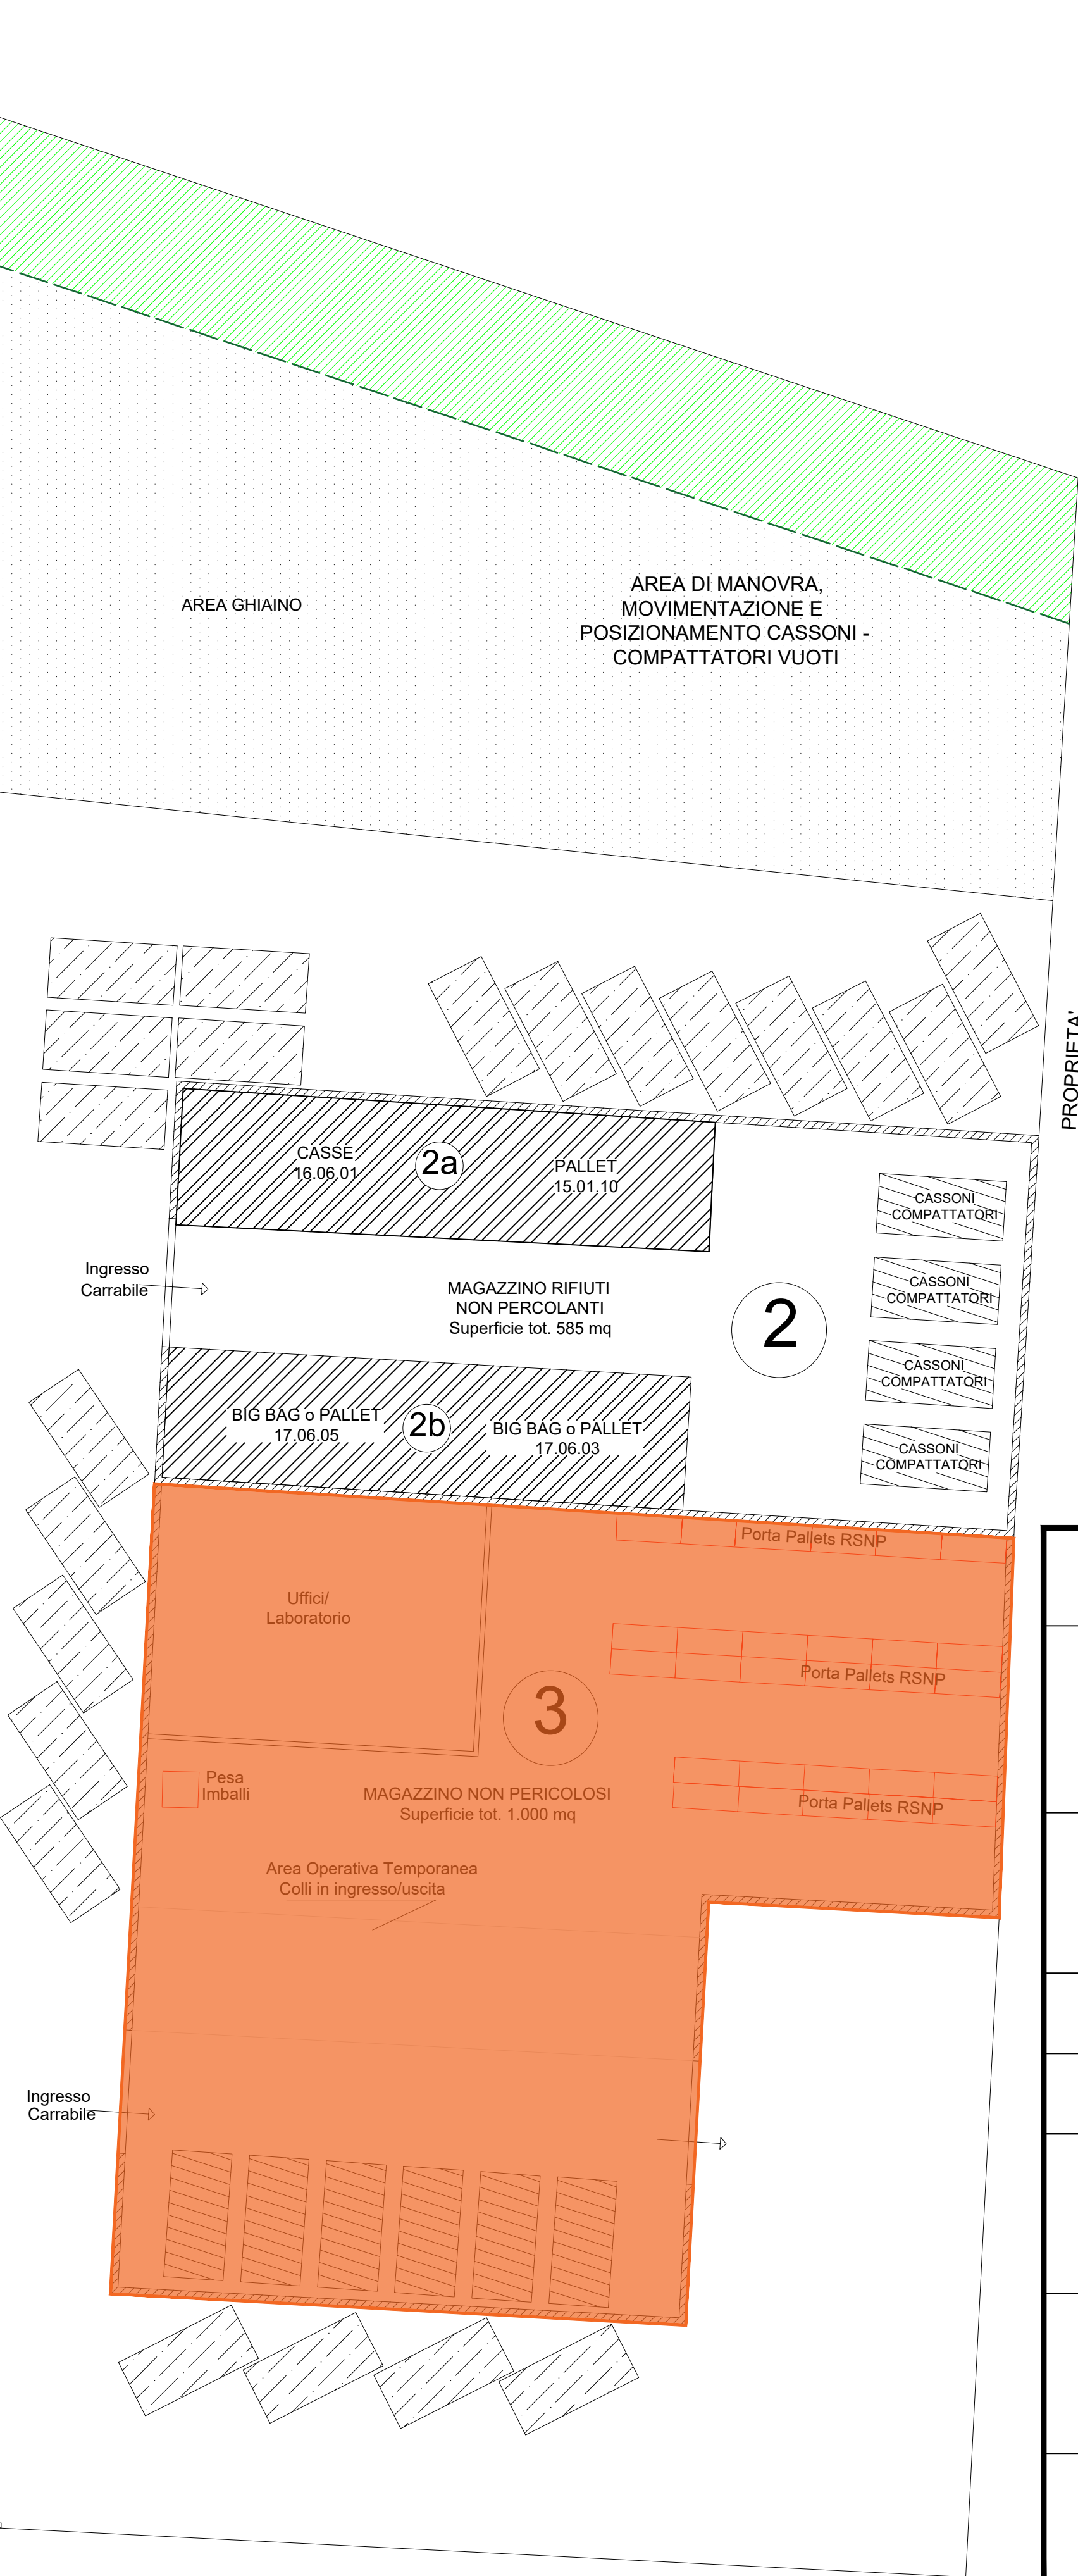 AREA GHIAINO
AREA DI MANOVRA,
MOVIMENTAZIONE E
POSIZIONAMENTO CASSONI -
COMPATTATORI VUOTI
PROPRIETA'
CASSE
16.06.01
2a
PALLET
15.01.10
CASSONI
COMPATTATORI
Ingresso
Carrabile
MAGAZZINO RIFIUTI
NON PERCOLANTI
Superficie tot. 585 mq
2
CASSONI
COMPATTATORI
CASSONI
COMPATTATORI
BIG BAG o PALLET
17.06.05
2b
BIG BAG o PALLET
17.06.03
CASSONI
COMPATTATORI
Porta Pallets RSNP
Uffici/
Laboratorio
Porta Pallets RSNP
3
Pesa
Imballi
MAGAZZINO NON PERICOLOSI
Superficie tot. 1.000 mq
Porta Pallets RSNP
Area Operativa Temporanea
Colli in ingresso/uscita
Ingresso
Carrabile